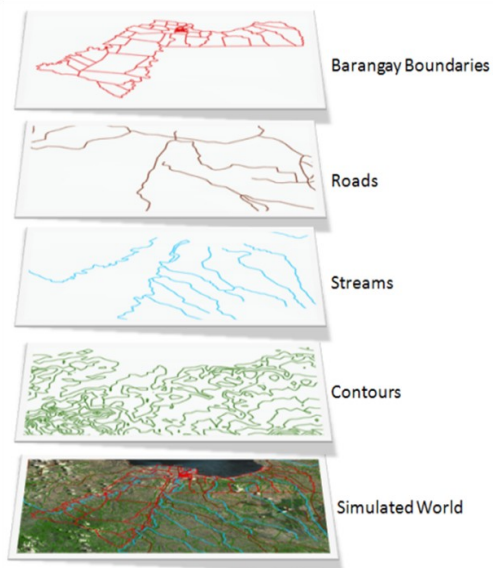 Barangay Boundaries
Roads
Streams
Contours
Simulated World